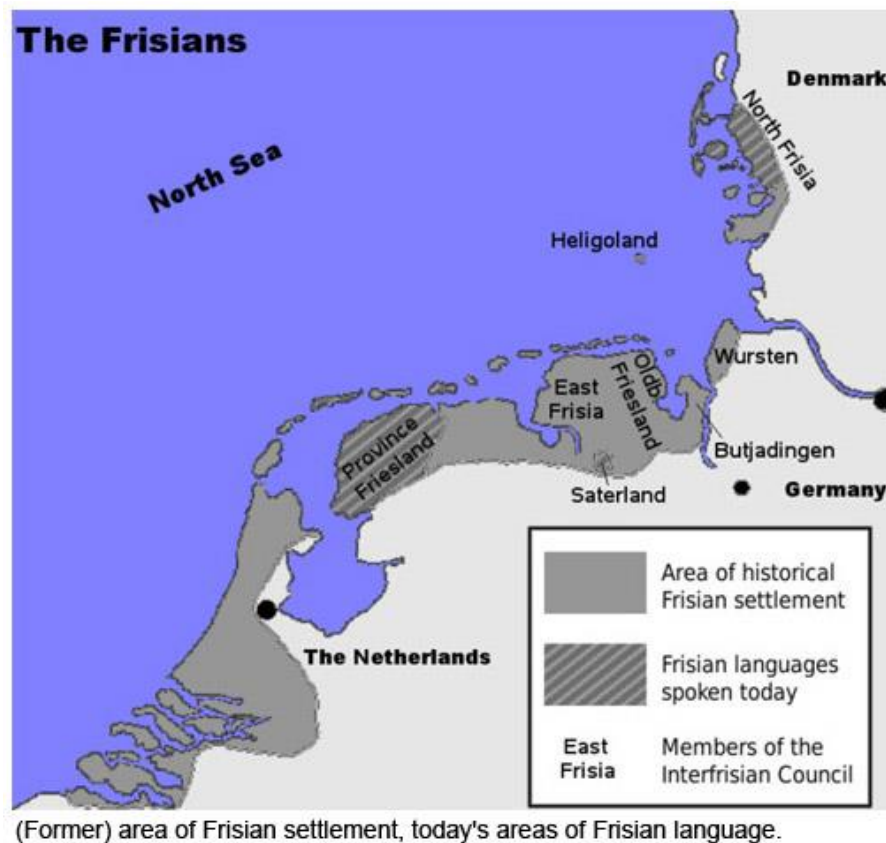 The Frisians
Denmark
North Sea
North Frisia
Heligoland
Wursten
East
Frisia
Oldb
Friesland
Province
Friesland
Butjadingen
Saterland
Germany
The Netherlands
Area of historical
Frisian settlement
Frisian languages
spoken today
East
Frisia
Members of the
Interfrisian Council
(Former) area of Frisian settlement, today's areas of Frisian language.